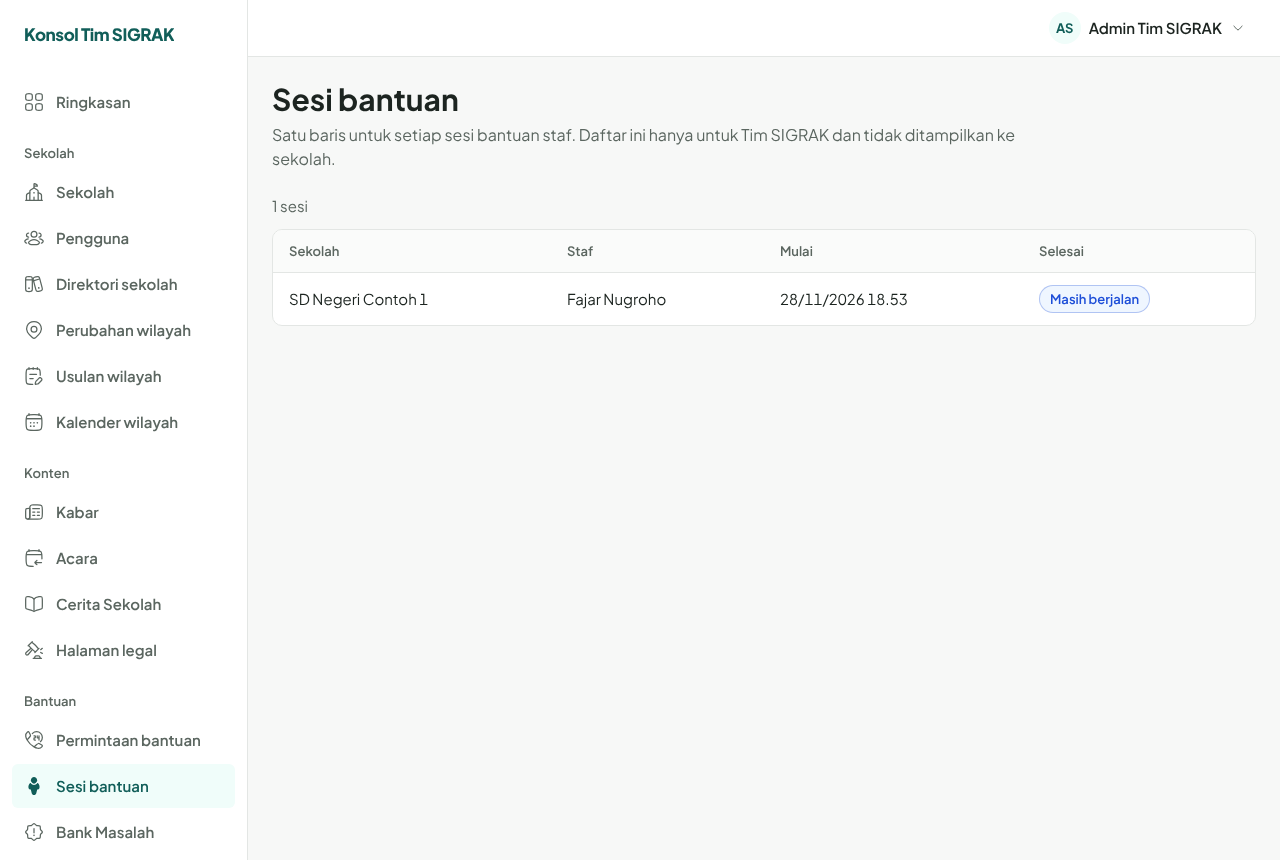 Konsol Tim SIGRAK
Ringkasan
Sekolah
Sekolah
Pengguna
Direktori sekolah
Perubahan wilayah
Usulan wilayah
Kalender wilayah
Konten
Kabar
Acara
Cerita Sekolah
Halaman legal
Bantuan
Permintaan bantuan
Sesi bantuan
Bank Masalah
AS Admin Tim SIGRAK
Sesi bantuan
Satu baris untuk setiap sesi bantuan staf. Daftar ini hanya untuk Tim SIGRAK dan tidak ditampilkan ke
sekolah.
1 sesi
Sekolah Staf Mulai Selesai
SD Negeri Contoh 1 Fajar Nugroho 28/11/2026 18.53 Masih berjalan